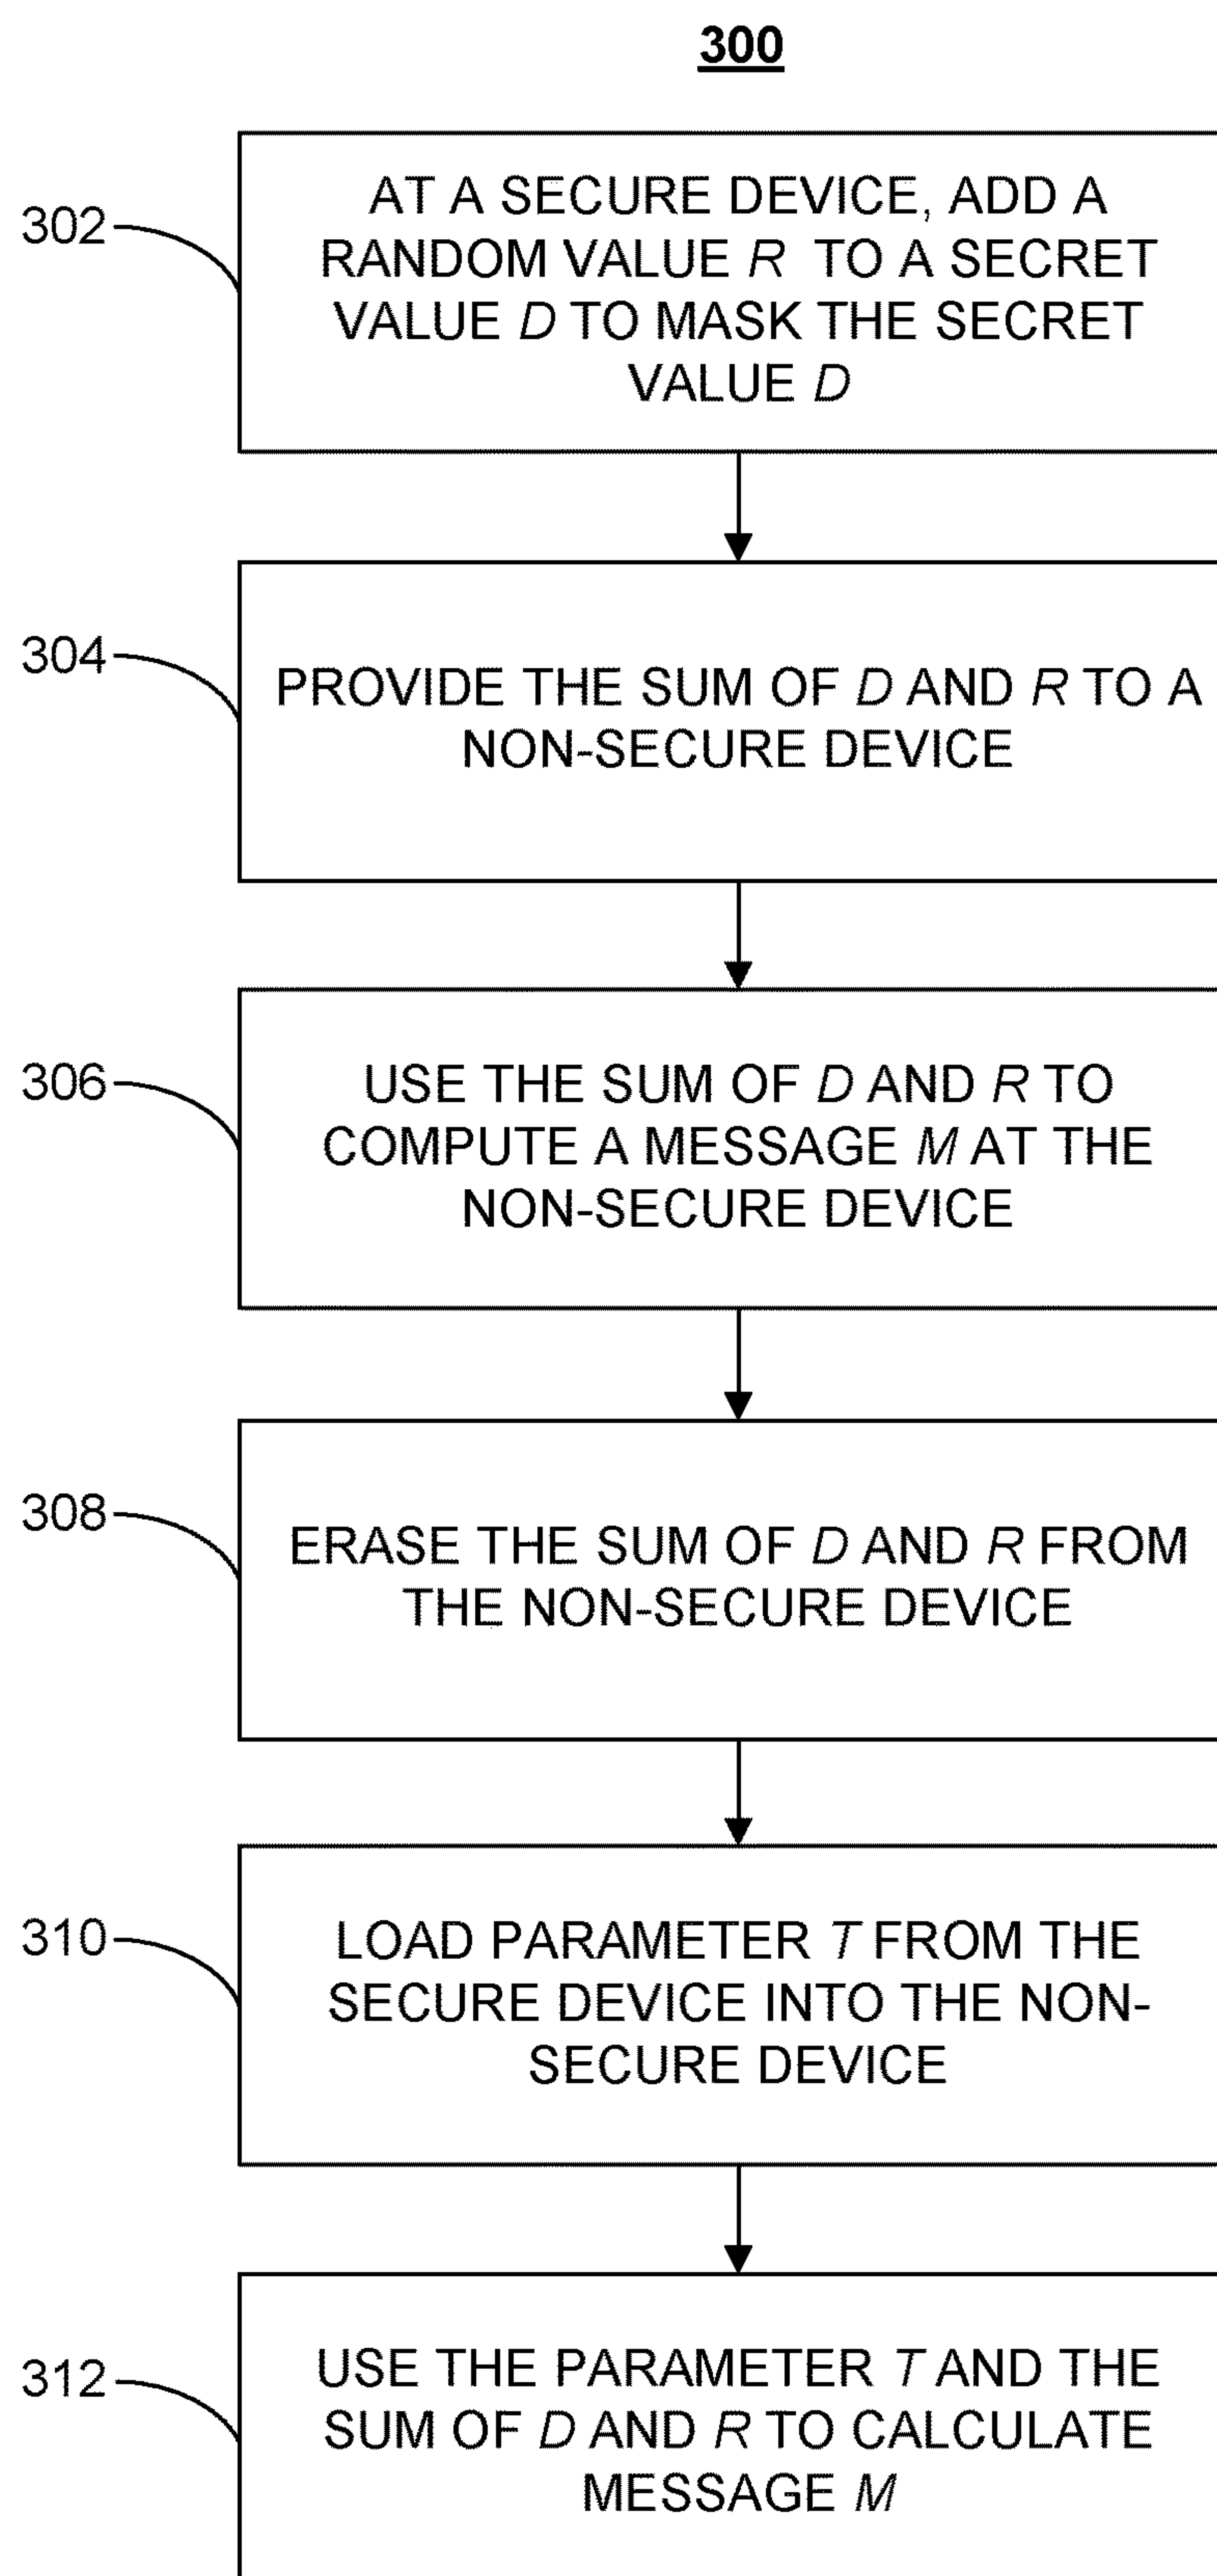 300
302
AT A SECURE DEVICE, ADD A
RANDOM VALUE R TO A SECRET
VALUE D TO MASK THE SECRET
VALUE D
304
PROVIDE THE SUM OF D AND R TO A
NON-SECURE DEVICE
306
USE THE SUM OF D AND R TO
COMPUTE A MESSAGE M AT THE
NON-SECURE DEVICE
308
ERASE THE SUM OF D AND R FROM
THE NON-SECURE DEVICE
310
LOAD PARAMETER T FROM THE
SECURE DEVICE INTO THE NON-
SECURE DEVICE
312
USE THE PARAMETER T AND THE
SUM OF D AND R TO CALCULATE
MESSAGE M